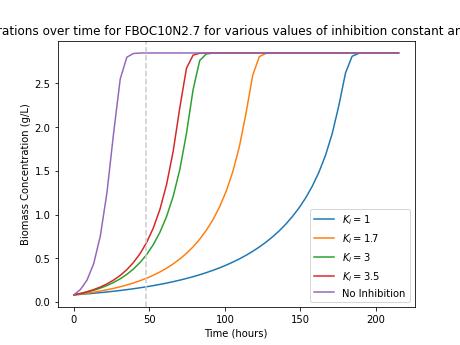 over time for FBOC10N2.7 for various values of inhibition constant
Biomass Concentration (g/L)
2.5
2.0
1.5
1.0
0.5
0.0
K_i = 1
K_i = 1.7
K_i = 3
K_i = 3.5
No Inhibition
0 50 100 150 200
Time (hours)